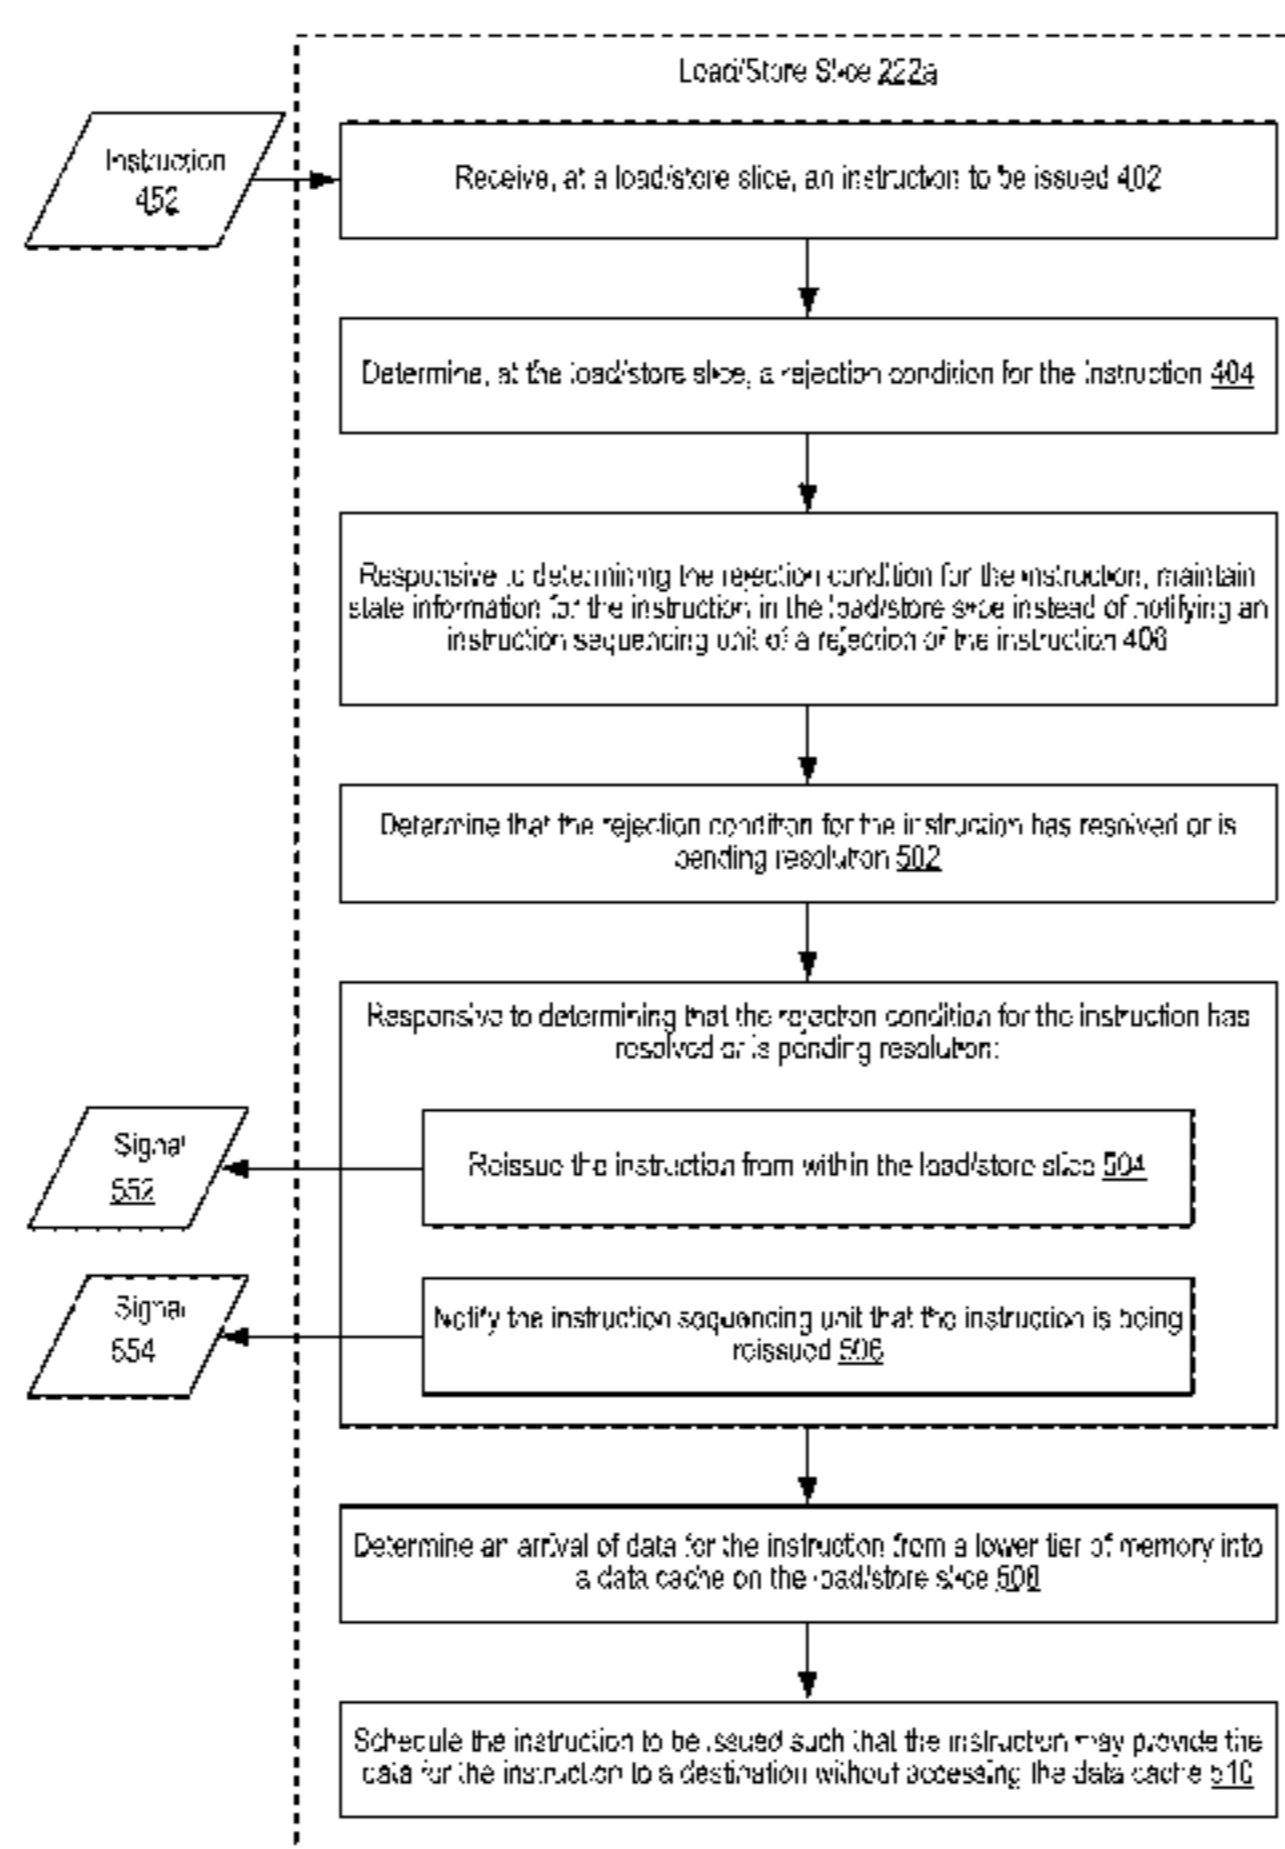 Load/Store Slice 222a
Instruction
452
Receive, at a load/store slice, an instruction to be issued 402
Determine, at the load/store slice, a rejection condition for the instruction 404
Responsive to determining the rejection condition for the instruction, maintain
state information for the instruction in the load/store slice instead of notifying an
instruction sequencing unit of a rejection of the instruction 406
Determine that the rejection condition for the instruction has resolved or is
pending resolution 502
Responsive to determining that the rejection condition for the instruction has
resolved or is pending resolution:
Signal
552
Reissue the instruction from within the load/store slice 504
Signal
554
Notify the instruction sequencing unit that the instruction is being
reissued 506
Determine an arrival of data for the instruction from a lower tier of memory into
a data cache on the load/store slice 508
Schedule the instruction to be issued such that the instruction may provide the
data for the instruction to a destination without accessing the data cache 510